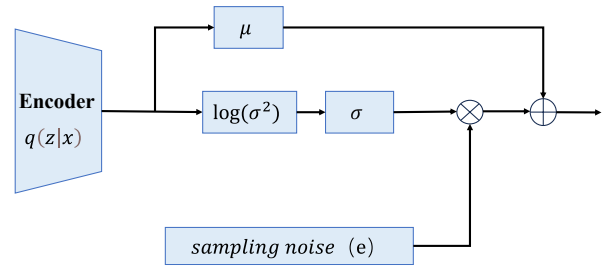 μ
Encoder
q(z|x)
log(σ²)
σ
sampling noise (e)